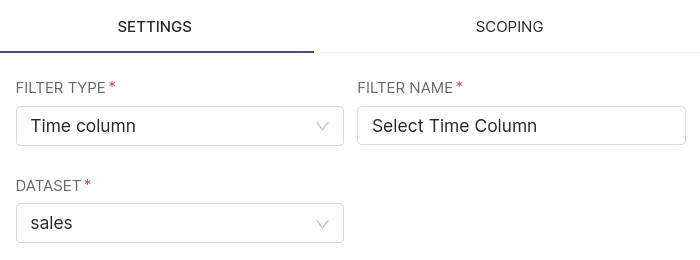 SETTINGS
SCOPING
FILTER TYPE *
FILTER NAME *
Time column
Select Time Column
DATASET *
sales